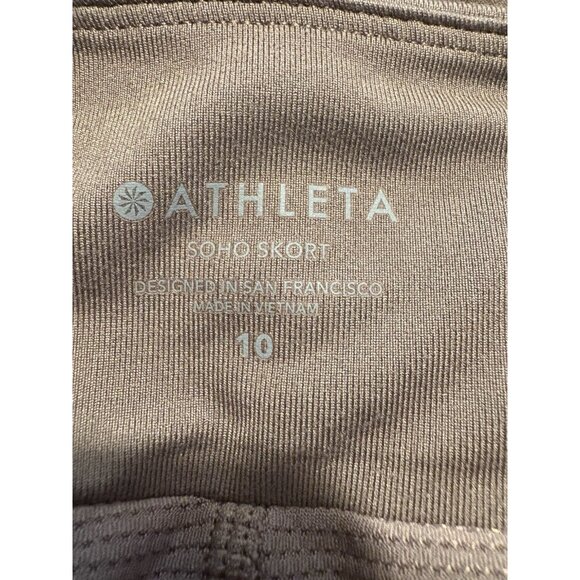 ATHLETA
SOHO SKORT
DESIGNED IN SAN FRANCISCO
MADE IN VIETNAM
10